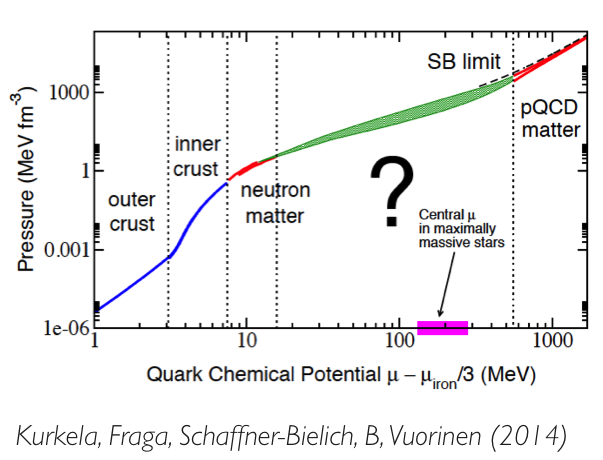 SB limit
1000
pQCD
matter
inner
crust
1
neutron
matter
outer
crust
?
Central μ
in maximally
massive stars
0.001
1e-06
1
10
100
1000
Pressure (MeV fm-3)
Quark Chemical Potential μ – μiron/3 (MeV)
Kurkela, Fraga, Schaffner-Bielich, B, Vuorinen (2014)